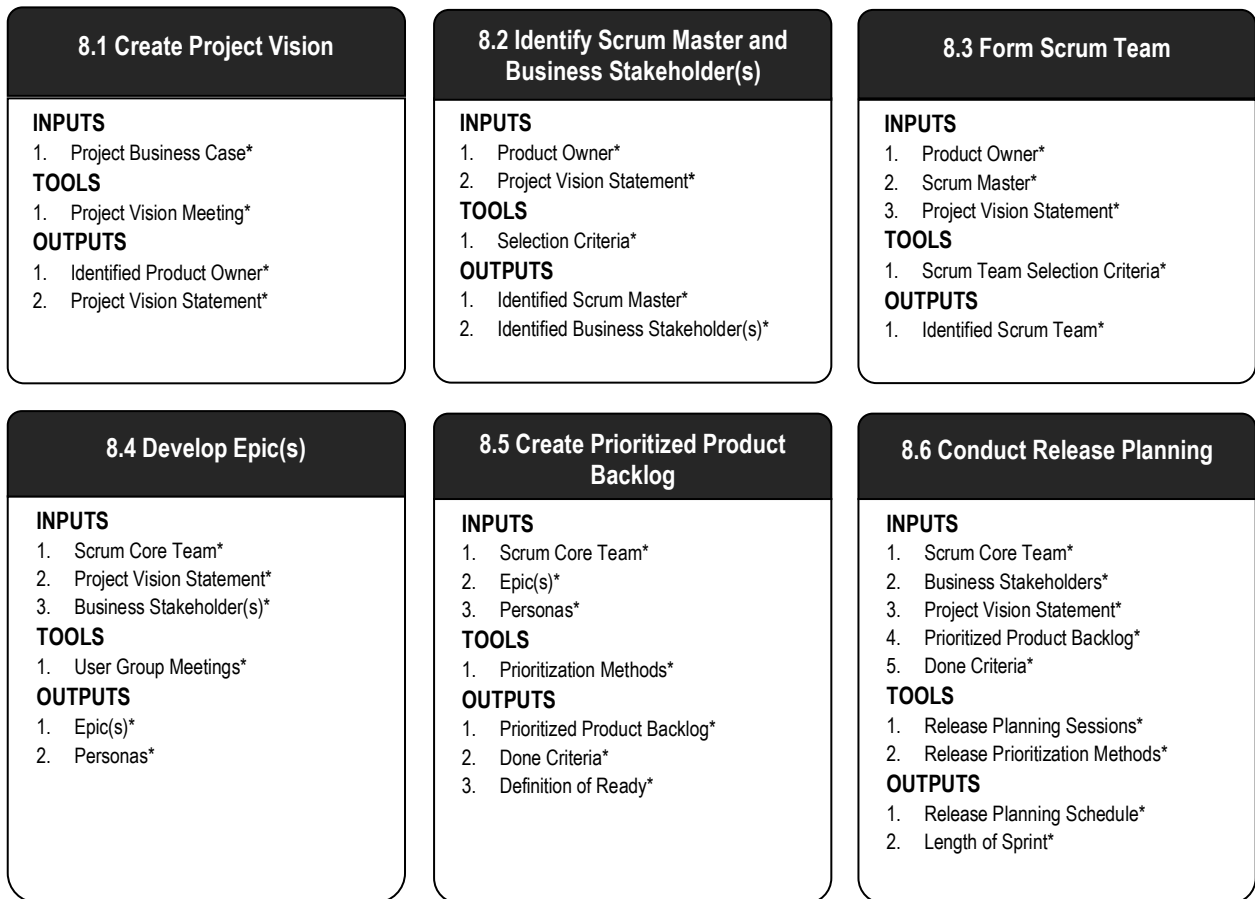 8.1 Create Project Vision
INPUTS
1. Project Business Case*
TOOLS
1. Project Vision Meeting*
OUTPUTS
1. Identified Product Owner*
2. Project Vision Statement*
8.2 Identify Scrum Master and
Business Stakeholder(s)
INPUTS
1. Product Owner*
2. Project Vision Statement*
TOOLS
1. Selection Criteria*
OUTPUTS
1. Identified Scrum Master*
2. Identified Business Stakeholder(s)*
8.3 Form Scrum Team
INPUTS
1. Product Owner*
2. Scrum Master*
3. Project Vision Statement*
TOOLS
1. Scrum Team Selection Criteria*
OUTPUTS
1. Identified Scrum Team*
8.4 Develop Epic(s)
INPUTS
1. Scrum Core Team*
2. Project Vision Statement*
3. Business Stakeholder(s)*
TOOLS
1. User Group Meetings*
OUTPUTS
1. Epic(s)*
2. Personas*
8.5 Create Prioritized Product
Backlog
INPUTS
1. Scrum Core Team*
2. Epic(s)*
3. Personas*
TOOLS
1. Prioritization Methods*
OUTPUTS
1. Prioritized Product Backlog*
2. Done Criteria*
3. Definition of Ready*
8.6 Conduct Release Planning
INPUTS
1. Scrum Core Team*
2. Business Stakeholders*
3. Project Vision Statement*
4. Prioritized Product Backlog*
5. Done Criteria*
TOOLS
1. Release Planning Sessions*
2. Release Prioritization Methods*
OUTPUTS
1. Release Planning Schedule*
2. Length of Sprint*